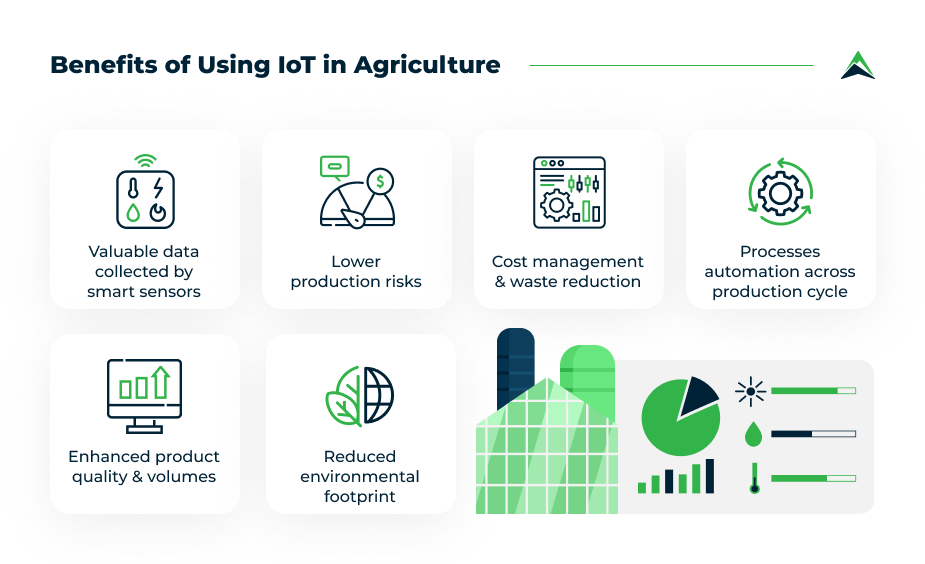 Benefits of Using IoT in Agriculture
Valuable data
collected by
smart sensors
$
Lower
production risks
Cost management
& waste reduction
Processes
automation across
production cycle
Enhanced product
quality & volumes
Reduced
environmental
footprint